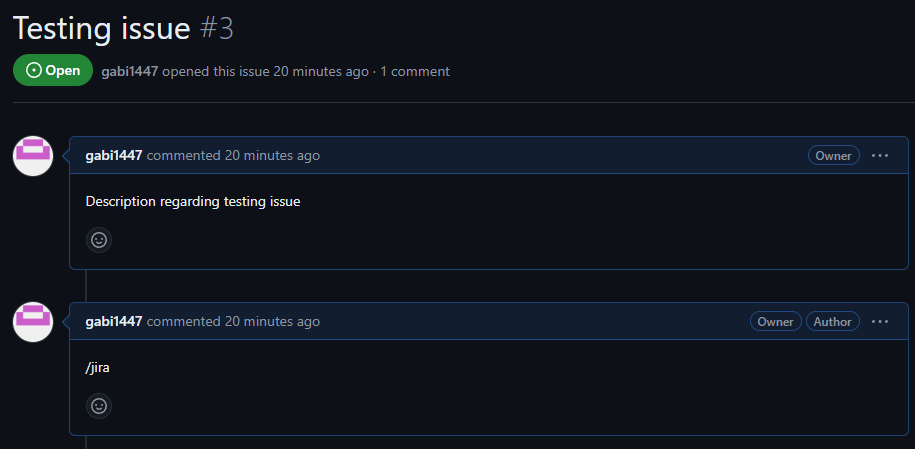 Testing issue #3
Open gabi1447 opened this issue 20 minutes ago · 1 comment
gabi1447 commented 20 minutes ago Owner ···
Description regarding testing issue
gabi1447 commented 20 minutes ago Owner Author ···
/jira